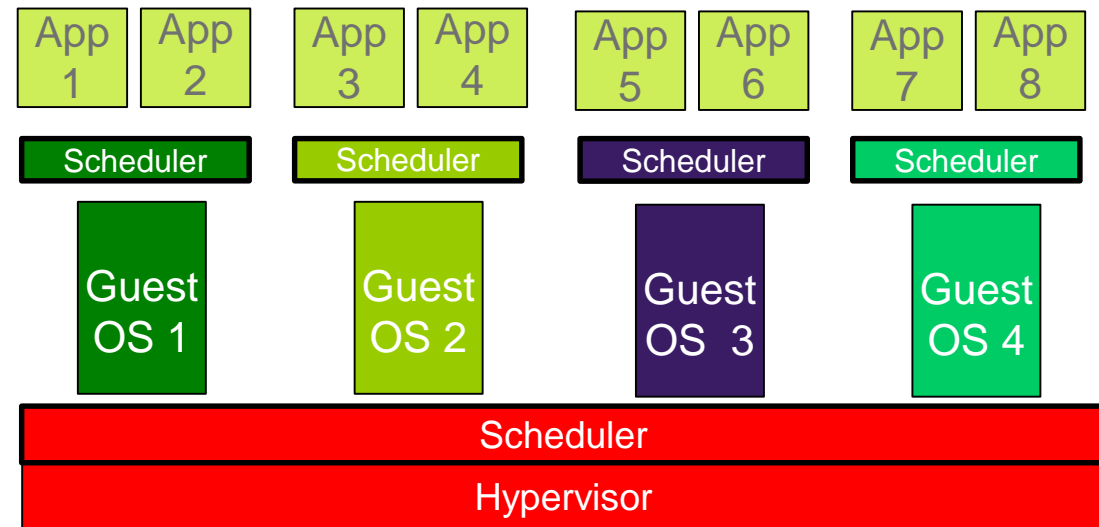 App
1
App
2
App
3
App
4
App
5
App
6
App
7
App
8
Scheduler
Scheduler
Scheduler
Scheduler
Guest
OS 1
Guest
OS 2
Guest
OS 3
Guest
OS 4
Scheduler
Hypervisor